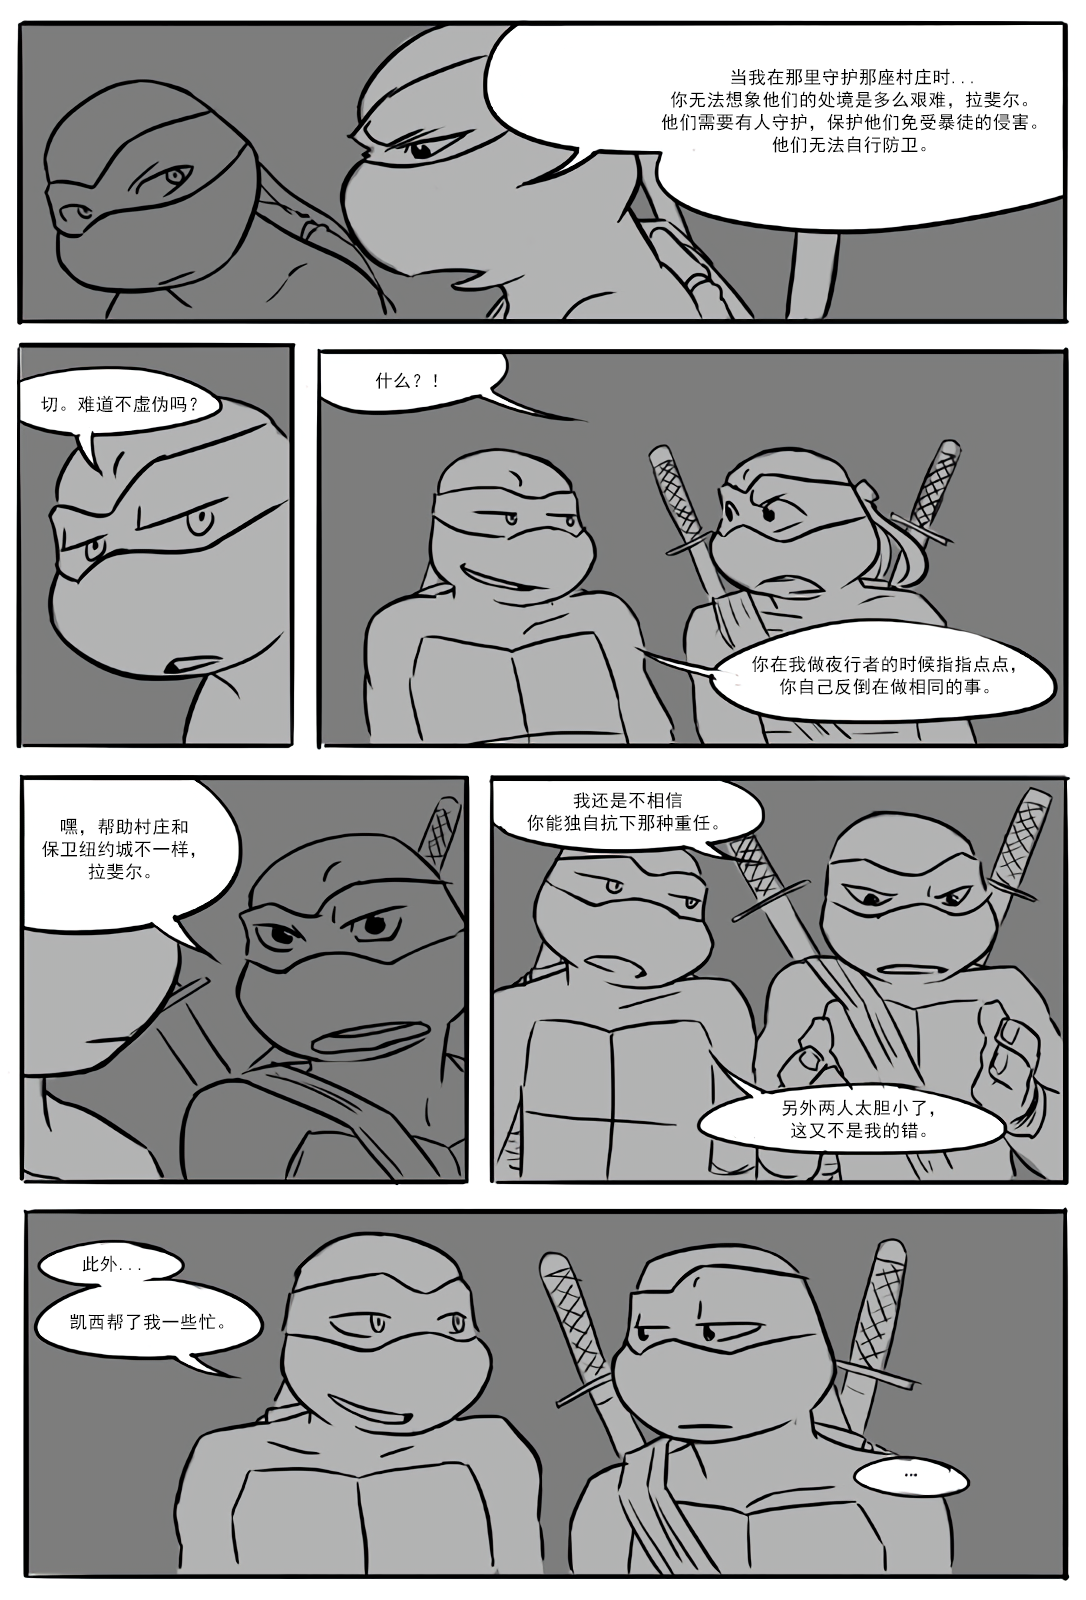 当我在那里守护那座村庄时...
你无法想象他们的处境是多么艰难，拉斐尔。
他们需要有人守护，保护他们免受暴徒的侵害。
他们无法自行防卫。
切。难道不虚伪吗？
什么？！
你在我做夜行者的时候指指点点，
你自己反倒在做相同的事。
嘿，帮助村庄和
保卫纽约城不一样，
拉斐尔。
我还是不相信
你能独自抗下那种重任。
另外两人太胆小了，
这又不是我的错。
此外...
凯西帮了我一些忙。
...